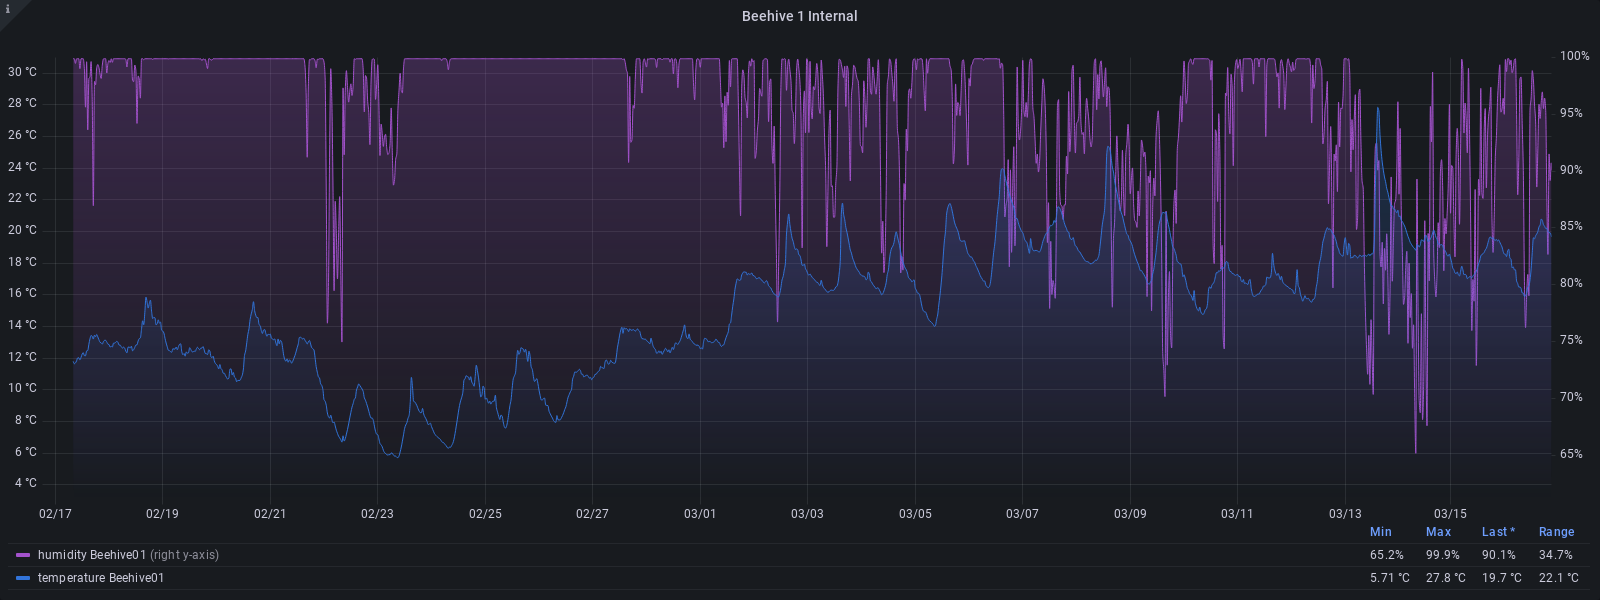 i
Beehive 1 Internal
30 °C
28 °C
26 °C
24 °C
22 °C
20 °C
18 °C
16 °C
14 °C
12 °C
10 °C
8 °C
6 °C
4 °C
100%
95%
90%
85%
80%
75%
70%
65%
02/17 02/19 02/21 02/23 02/25 02/27 03/01 03/03 03/05 03/07 03/09 03/11 03/13 03/15
Min Max Last * Range
humidity Beehive01 (right y-axis) 65.2% 99.9% 90.1% 34.7%
temperature Beehive01 5.71 °C 27.8 °C 19.7 °C 22.1 °C